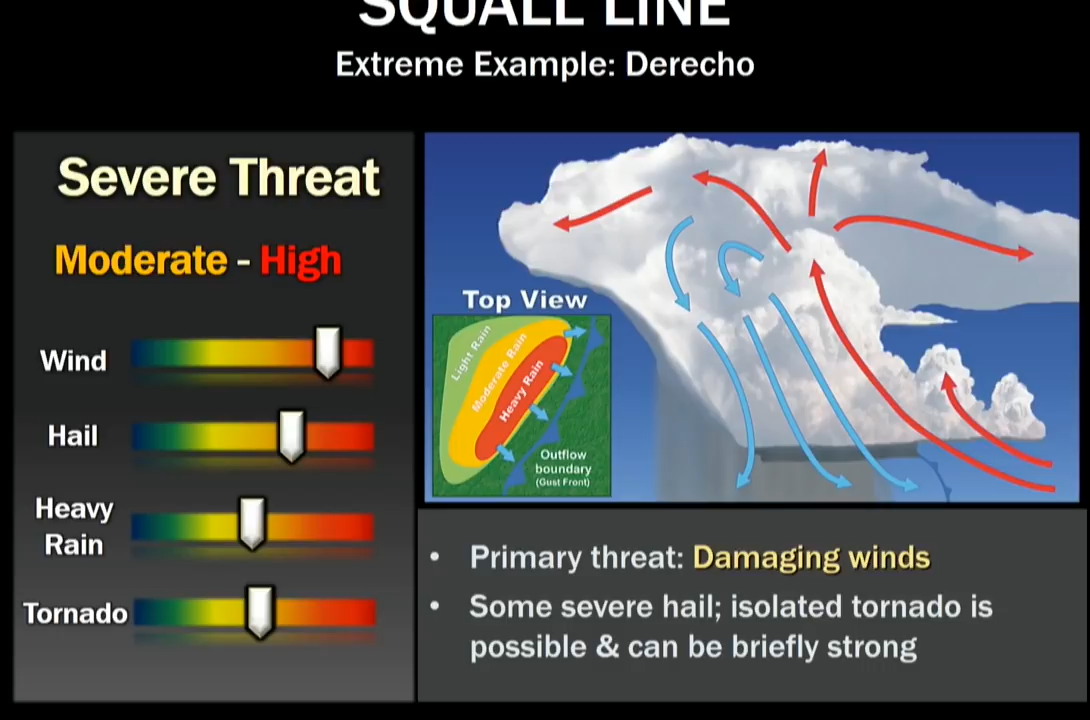 SQUALL LINE
Extreme Example: Derecho
Severe Threat
Moderate - High
Wind
Hail
Heavy
Rain
Tornado
Top View
Light Rain
Moderate Rain
Heavy Rain
Outflow
boundary
(Gust Front)
• Primary threat: Damaging winds
• Some severe hail; isolated tornado is
possible & can be briefly strong